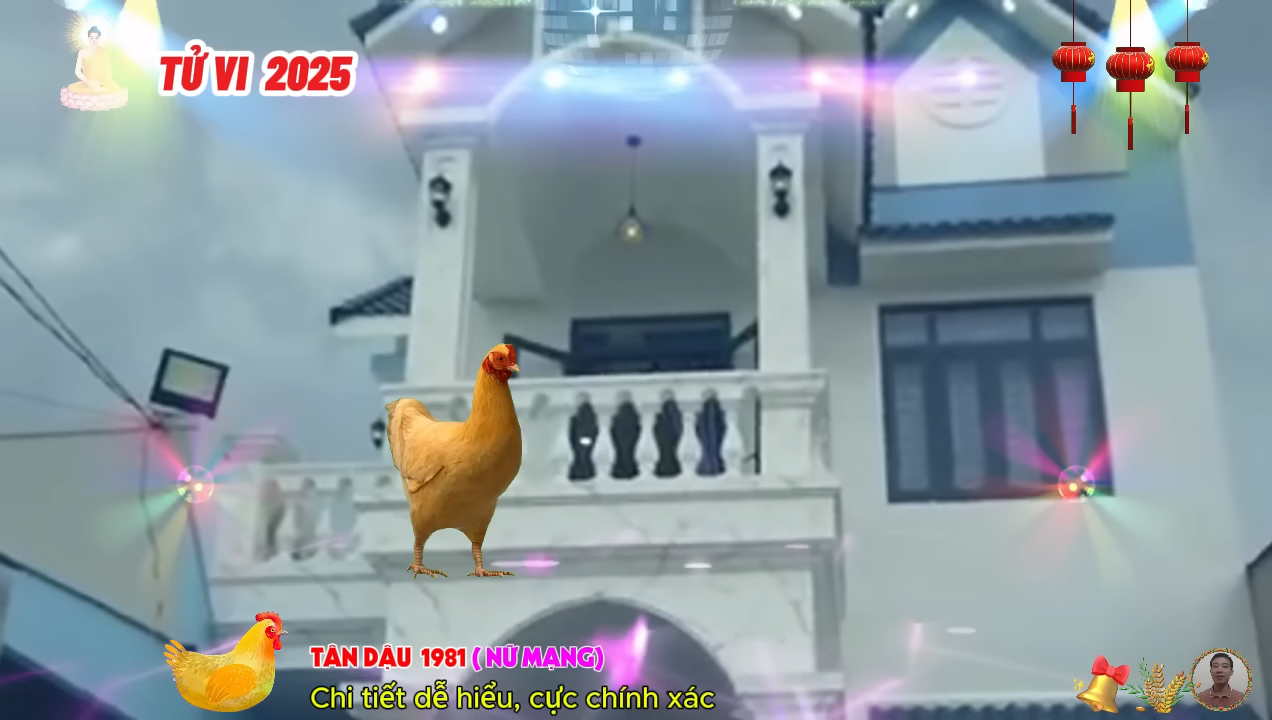 TỬ VI 2025
TÂN DẬU 1981 ( NỮ MẠNG)
Chi tiết dễ hiểu, cực chính xác